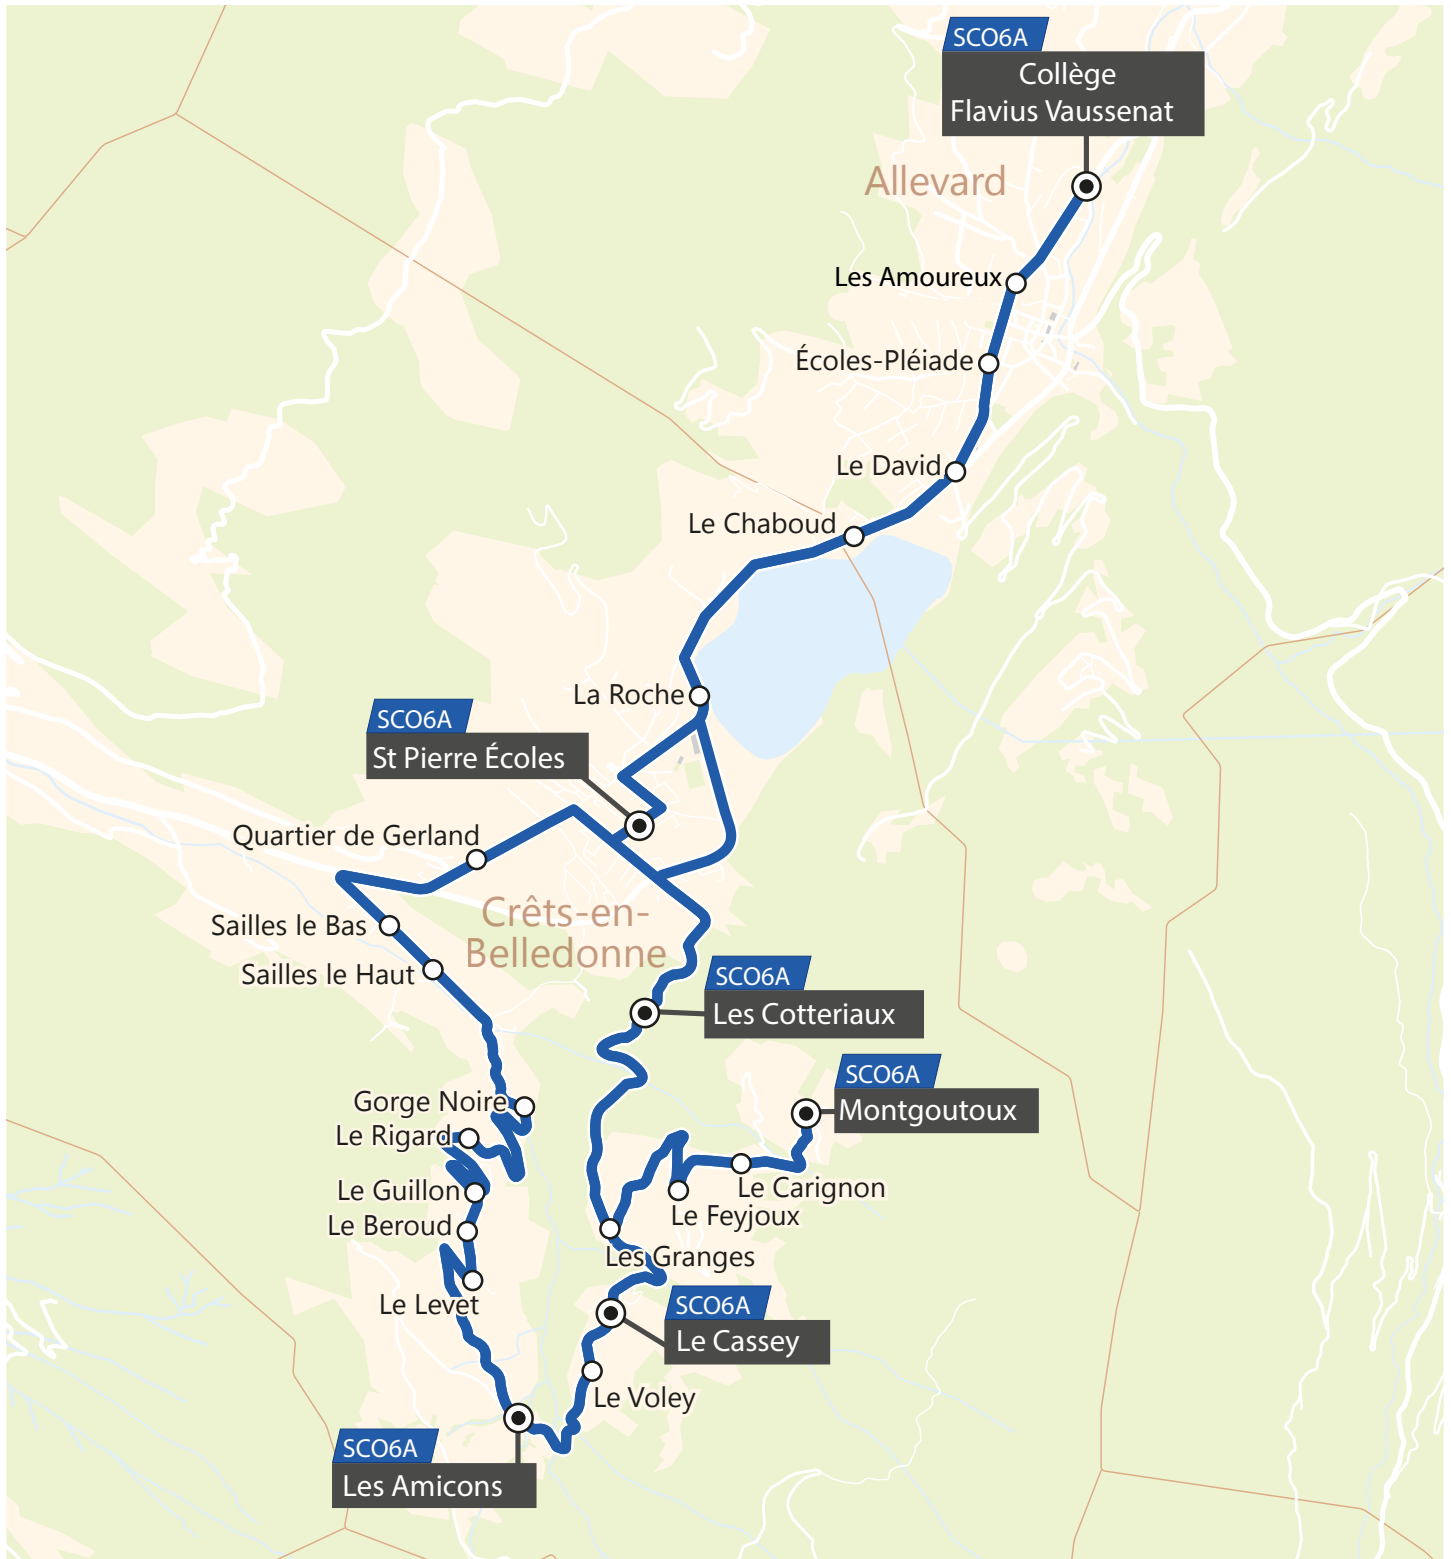 SCO6A
Collège
Flavius Vaussenat
Allevard
Les Amoureux
Écoles-Pléiade
Le David
Le Chaboud
La Roche
SCO6A
St Pierre Écoles
Quartier de Gerland
Crêts-en-
Belledonne
Sailles le Bas
Sailles le Haut
SCO6A
Les Cotteriaux
SCO6A
Montgoutoux
Gorge Noire
Le Rigard
Le Guillon
Le Carignon
Le Feyjoux
Le Beroud
Les Granges
Le Levet
SCO6A
Le Cassey
Le Voley
SCO6A
Les Amicons